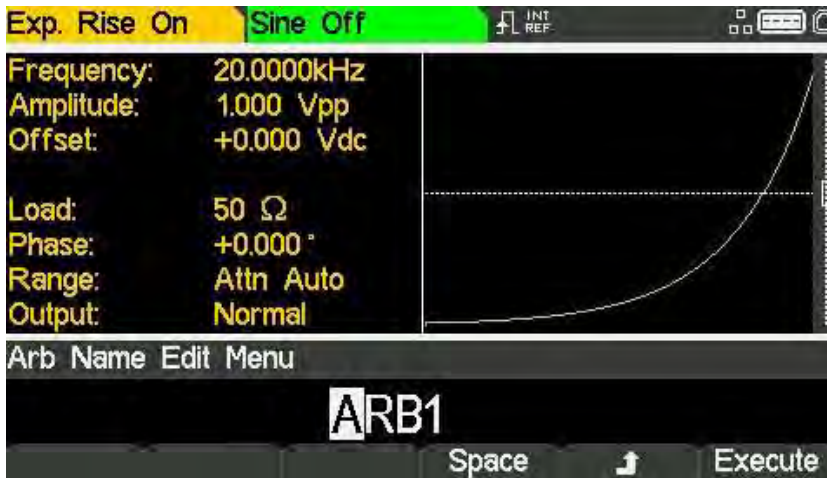 Exp. Rise On Sine Off INT
REF
Frequency: 20.0000kHz
Amplitude: 1.000 Vpp
Offset: +0.000 Vdc
Load: 50 Ω
Phase: +0.000 °
Range: Attn Auto
Output: Normal
Arb Name Edit Menu
ARB1
Space Execute